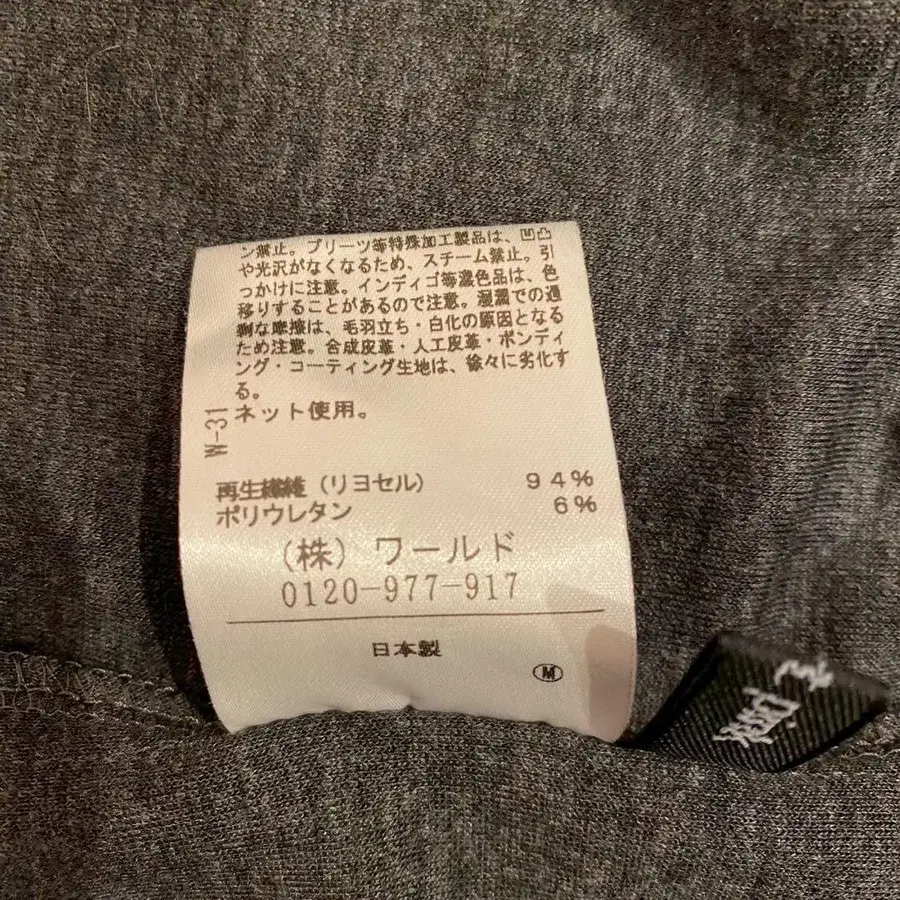 ン禁止。プリーツ等特殊加工製品は、凹凸
や光沢がなくなるため、スチーム禁止。引
っかけに注意。インディゴ等濃色品は、色
移りすることがあるので注意。湿潤での過
剰な摩擦は、毛羽立ち・白化の原因となる
ため注意。合成皮革・人工皮革・ボンディ
ング・コーティング生地は、徐々に劣化す
る。
ネット使用。
W-31
再生繊維（リヨセル） 94%
ポリウレタン 6%
（株）ワールド
0120-977-917
日本製
M